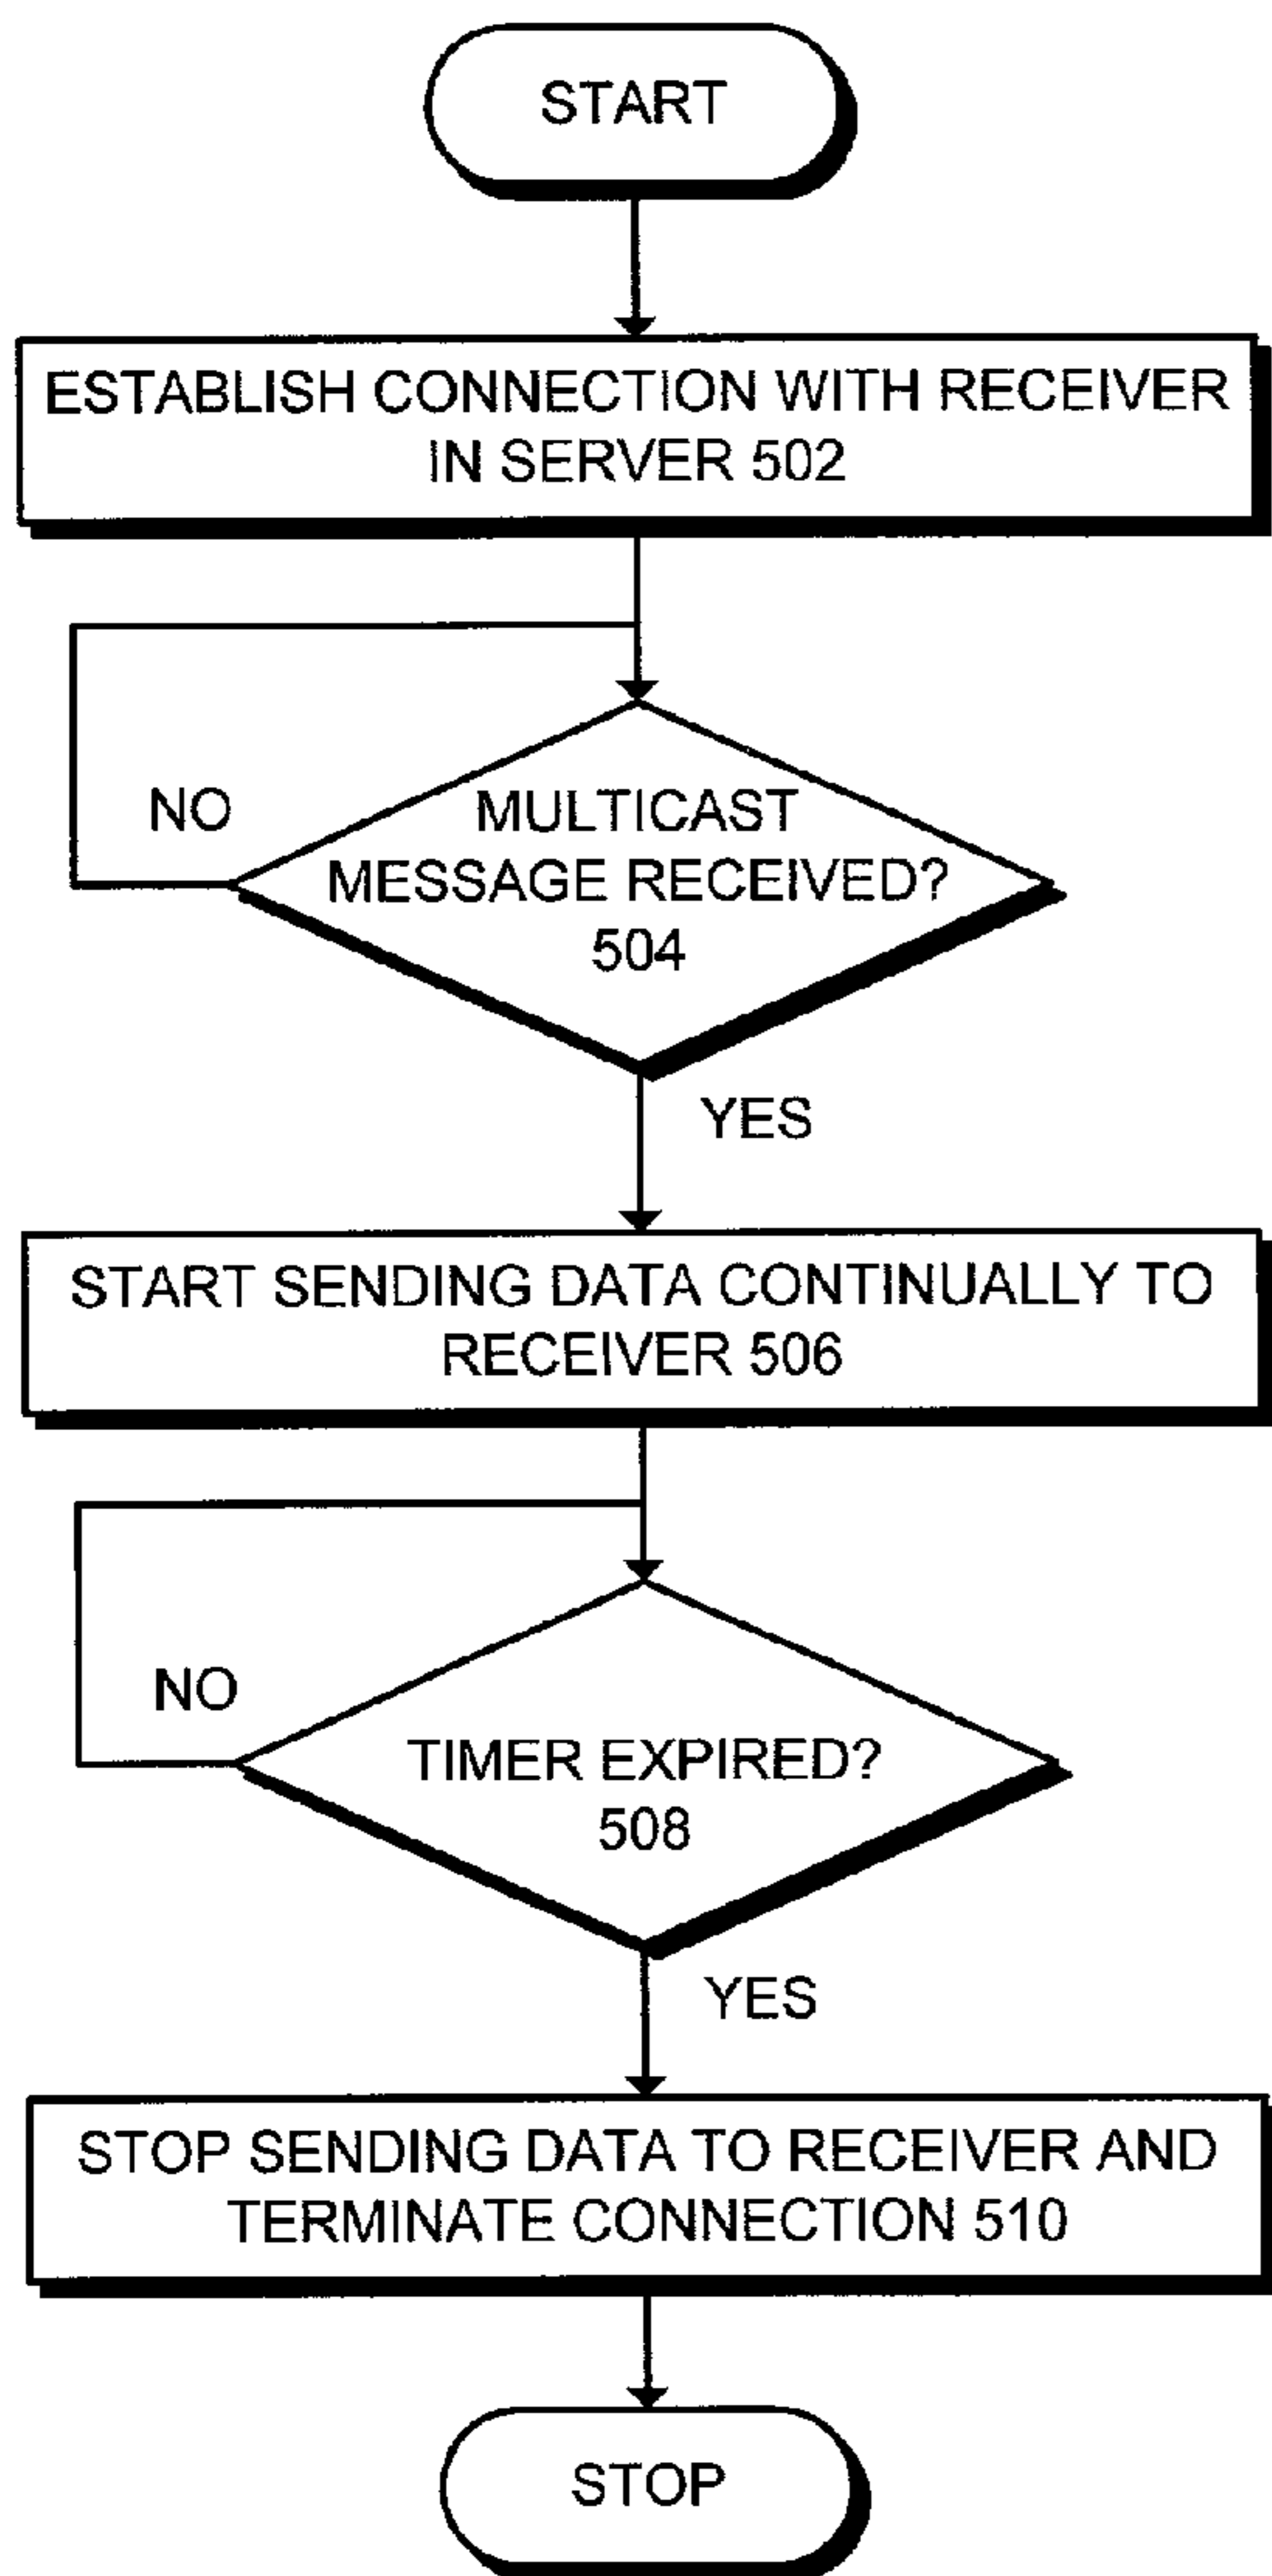 START
ESTABLISH CONNECTION WITH RECEIVER
IN SERVER 502
NO
MULTICAST
MESSAGE RECEIVED?
504
YES
START SENDING DATA CONTINUALLY TO
RECEIVER 506
NO
TIMER EXPIRED?
508
YES
STOP SENDING DATA TO RECEIVER AND
TERMINATE CONNECTION 510
STOP